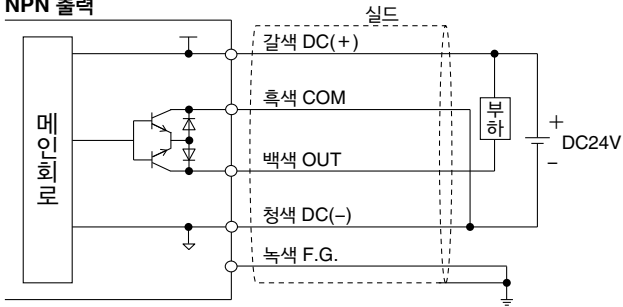 NPN 출력
실드
갈색 DC(+)
흑색 COM
부하
메인회로
+
DC24V
−
백색 OUT
청색 DC(−)
녹색 F.G.